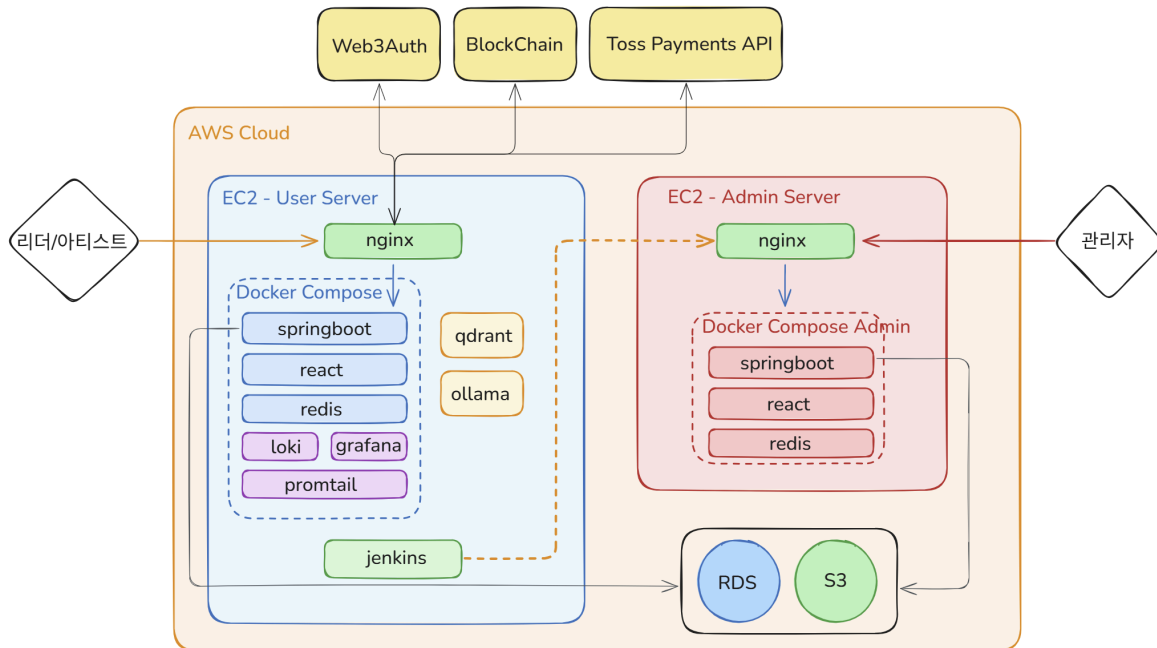 Web3Auth
BlockChain
Toss Payments API
AWS Cloud
EC2 - User Server
EC2 - Admin Server
리더/아티스트
nginx
nginx
관리자
Docker Compose
springboot
react
redis
loki
grafana
promtail
qdrant
ollama
jenkins
Docker Compose Admin
springboot
react
redis
RDS
S3